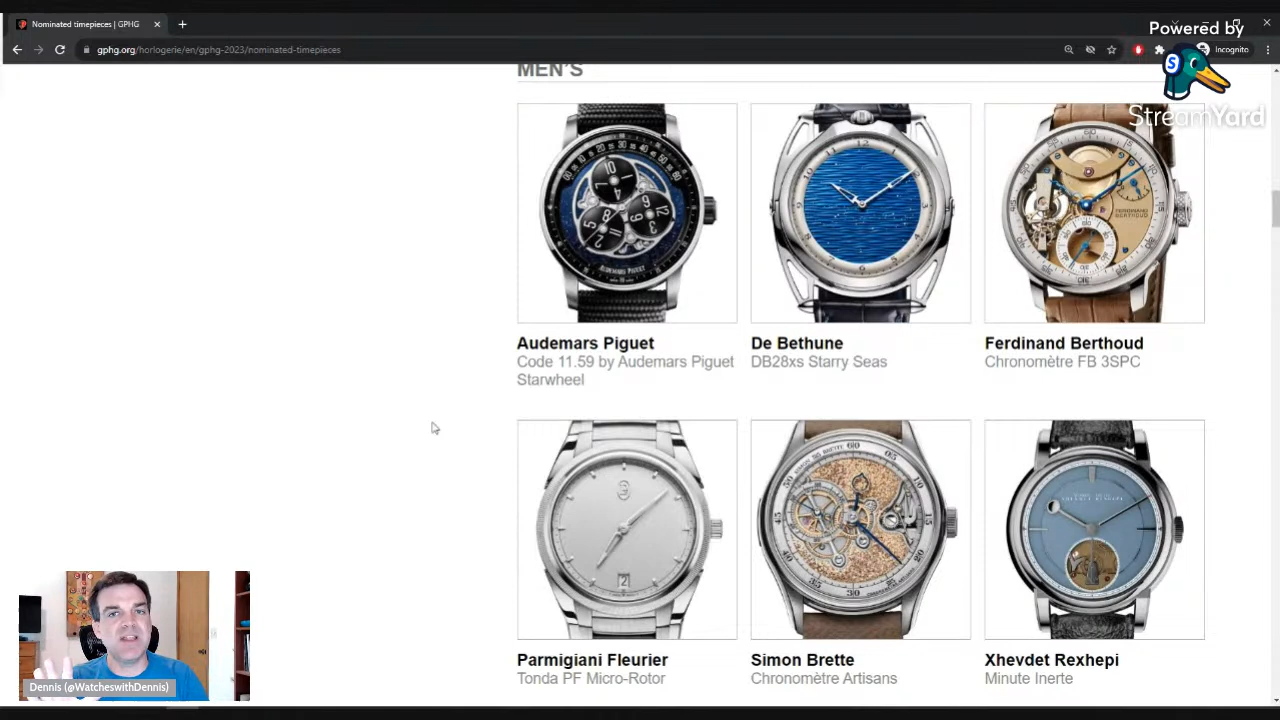 Nominated timepieces | GPHG
gphg.org/horlogerie/en/gphg-2023/nominated-timepieces
Incognito
Powered by
StreamYard
MEN'S
Audemars Piguet
Code 11.59 by Audemars Piguet
Starwheel
De Bethune
DB28xs Starry Seas
Ferdinand Berthoud
Chronomètre FB 3SPC
Parmigiani Fleurier
Tonda PF Micro-Rotor
Simon Brette
Chronomètre Artisans
Xhevdet Rexhepi
Minute Inerte
Dennis (@WatcheswithDennis)